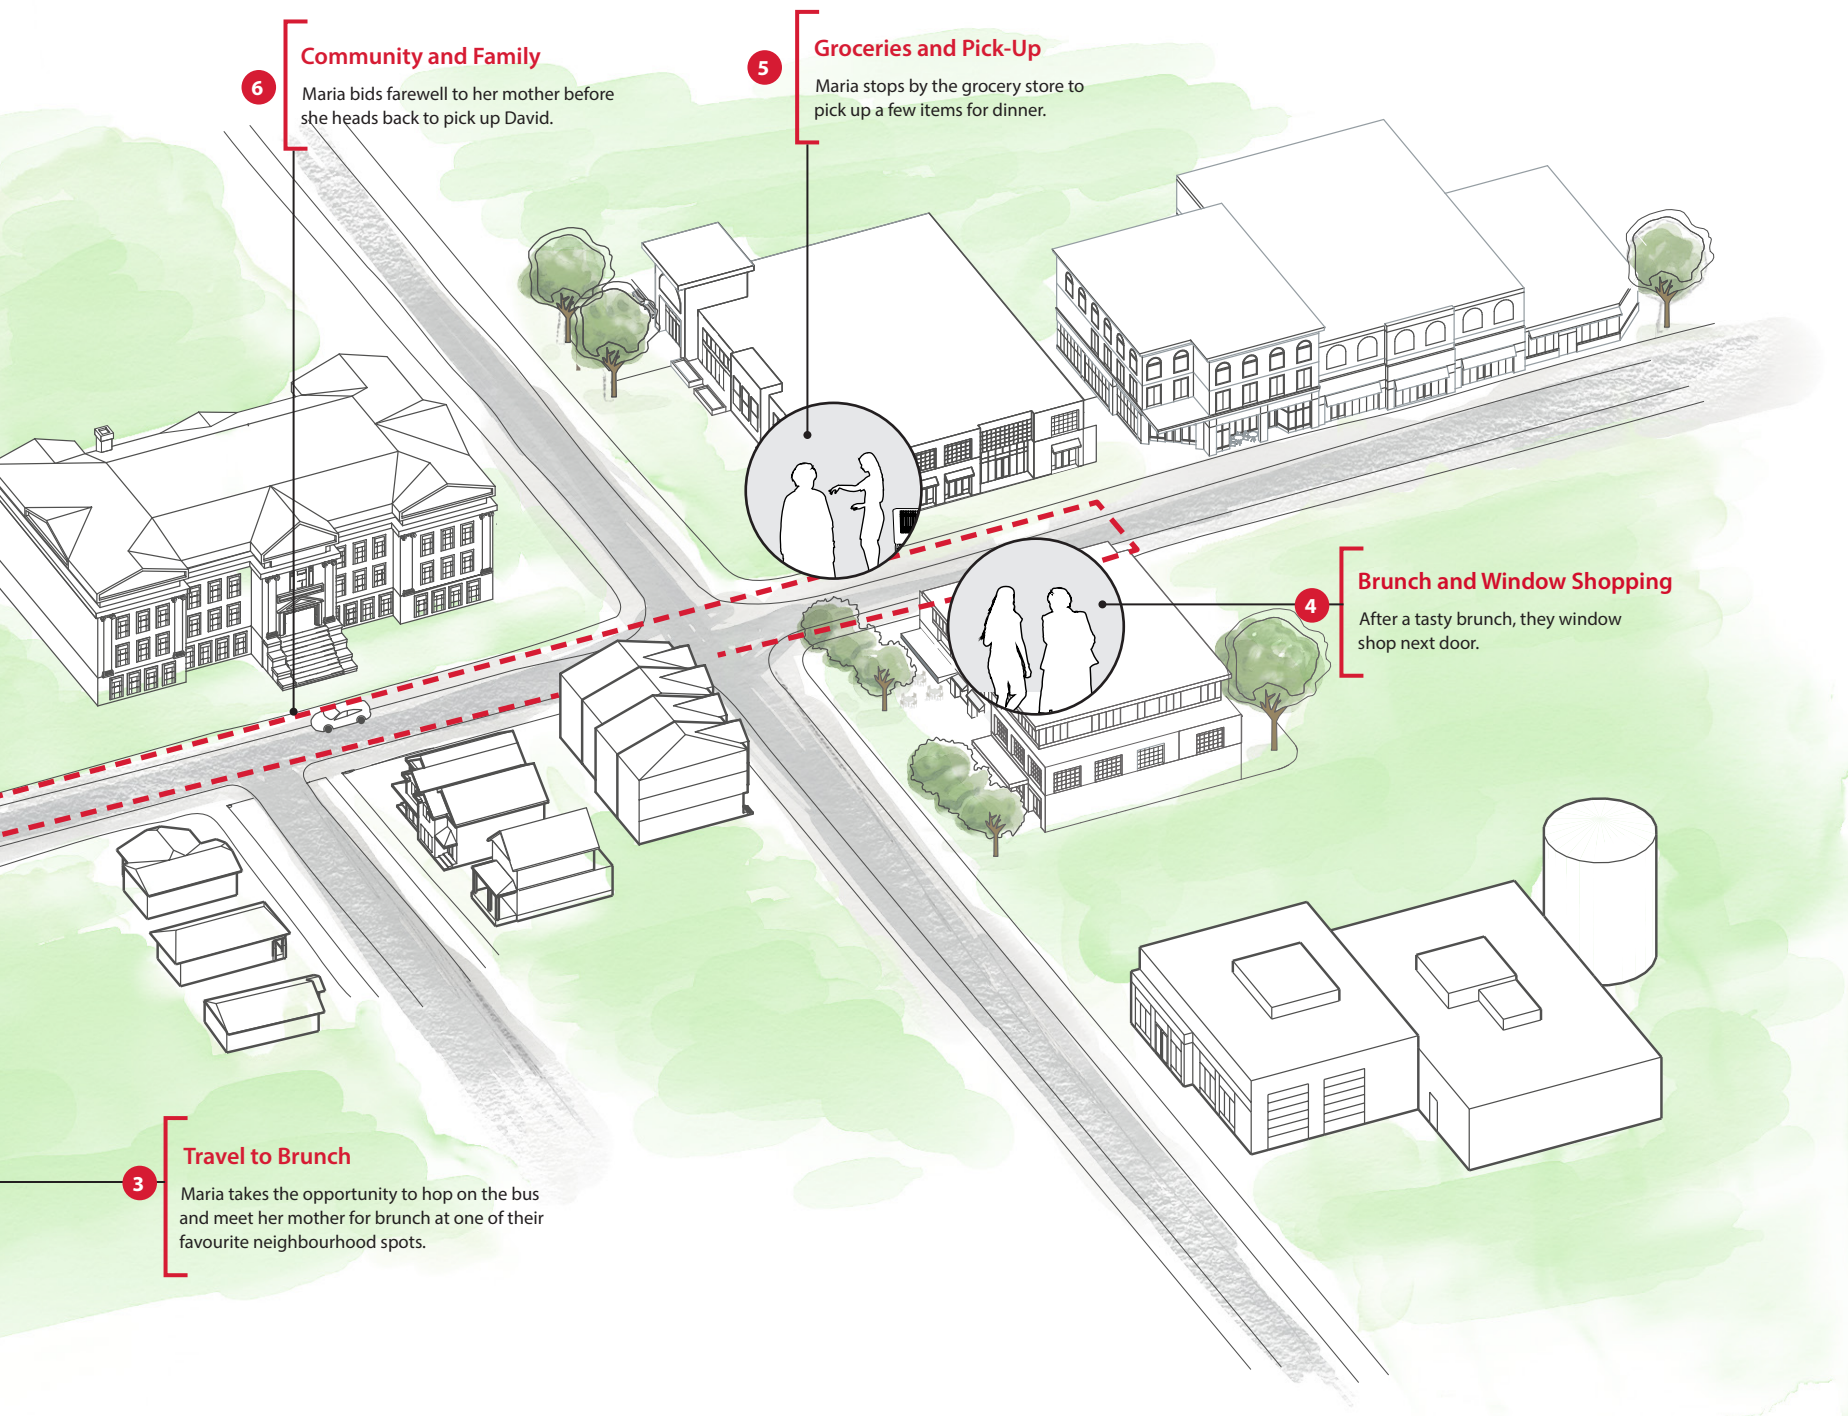 6
Community and Family
Maria bids farewell to her mother before
she heads back to pick up David.
5
Groceries and Pick-Up
Maria stops by the grocery store to
pick up a few items for dinner.
4
Brunch and Window Shopping
After a tasty brunch, they window
shop next door.
3
Travel to Brunch
Maria takes the opportunity to hop on the bus
and meet her mother for brunch at one of their
favourite neighbourhood spots.